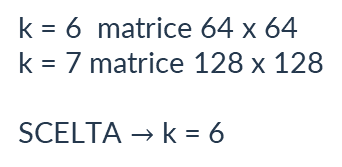 k = 6 matrice 64 x 64
k = 7 matrice 128 x 128
SCELTA → k = 6